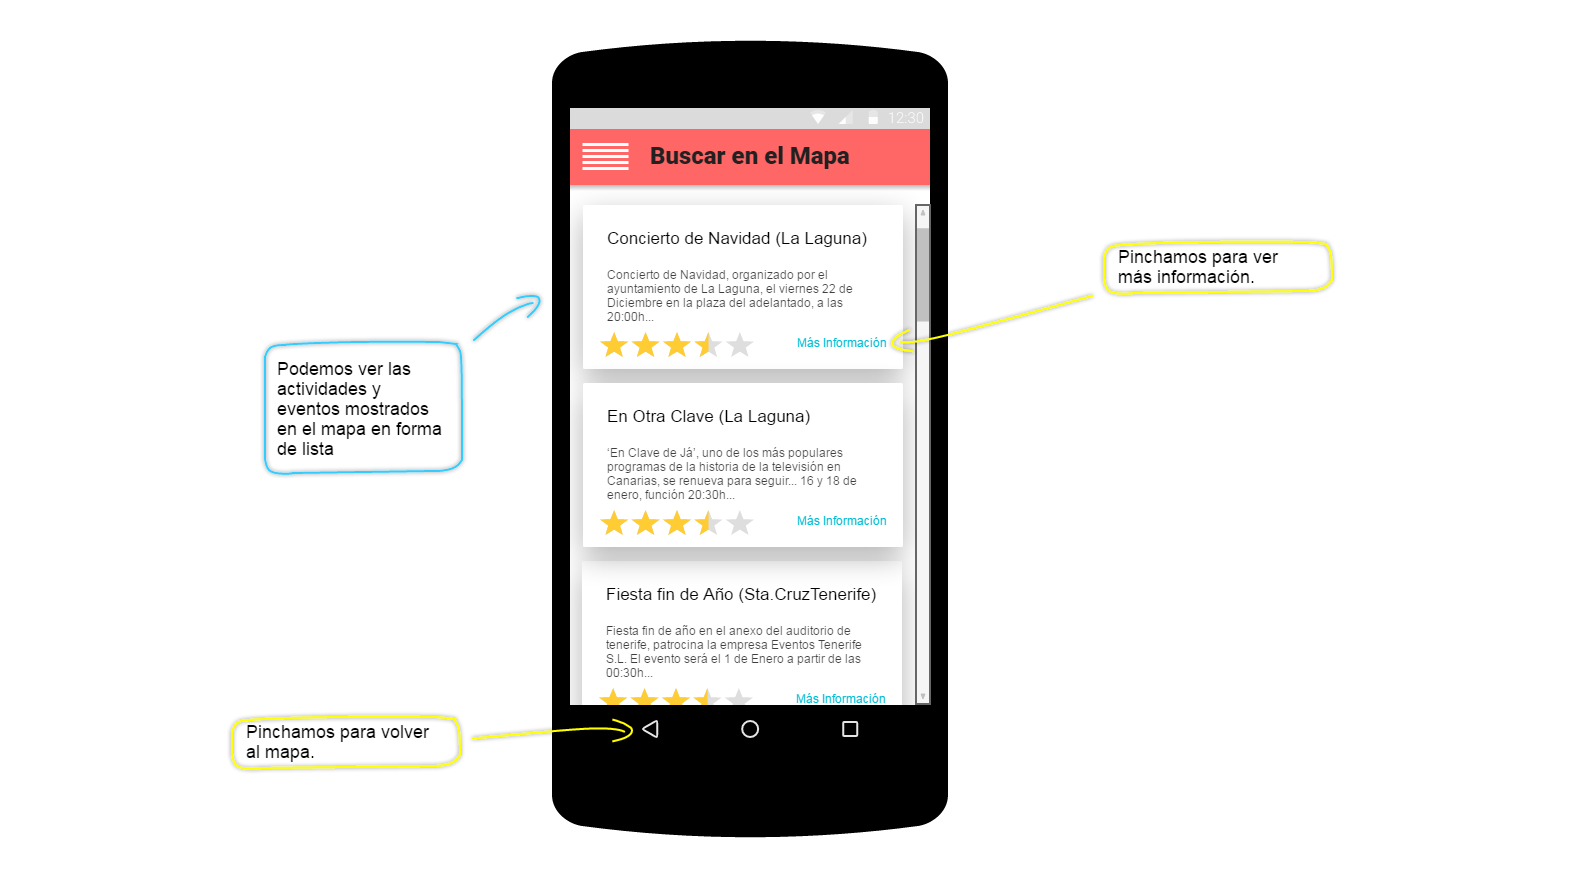 12:30
Buscar en el Mapa
Concierto de Navidad (La Laguna)
Concierto de Navidad, organizado por el
ayuntamiento de La Laguna, el viernes 22 de
Diciembre en la plaza del adelantado, a las
20:00h...
Más Información
En Otra Clave (La Laguna)
‘En Clave de Já’, uno de los más populares
programas de la historia de la televisión en
Canarias, se renueva para seguir... 16 y 18 de
enero, función 20:30h...
Más Información
Fiesta fin de Año (Sta.CruzTenerife)
Fiesta fin de año en el anexo del auditorio de
tenerife, patrocina la empresa Eventos Tenerife
S.L. El evento será el 1 de Enero a partir de las
00:30h...
Más Información
Pinchamos para ver
más información.
Podemos ver las
actividades y
eventos mostrados
en el mapa en forma
de lista
Pinchamos para volver
al mapa.